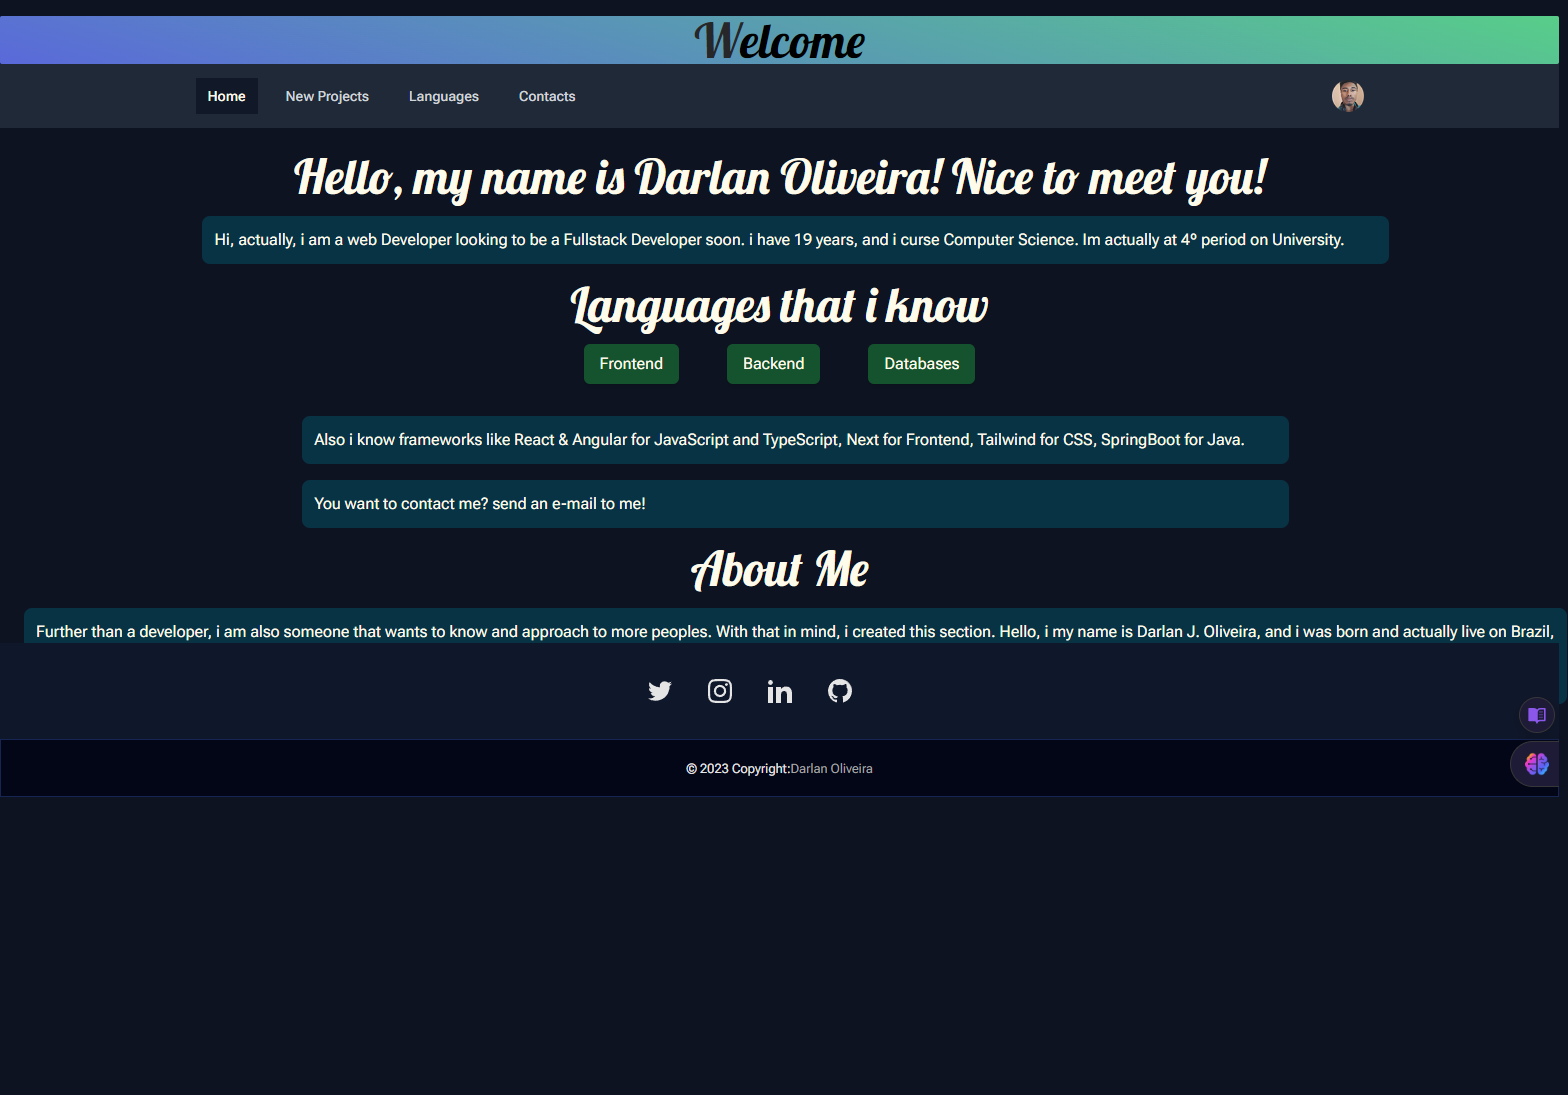 Welcome
Home New Projects Languages Contacts
Hello, my name is Darlan Oliveira! Nice to meet you!
Hi, actually, i am a web Developer looking to be a Fullstack Developer soon. i have 19 years, and i curse Computer Science. Im actually at 4º period on University.
Languages that i know
Frontend Backend Databases
Also i know frameworks like React & Angular for JavaScript and TypeScript, Next for Frontend, Tailwind for CSS, SpringBoot for Java.
You want to contact me? send an e-mail to me!
About Me
Further than a developer, i am also someone that wants to know and approach to more peoples. With that in mind, i created this section. Hello, i my name is Darlan J. Oliveira, and i was born and actually live on Brazil,
© 2023 Copyright:Darlan Oliveira